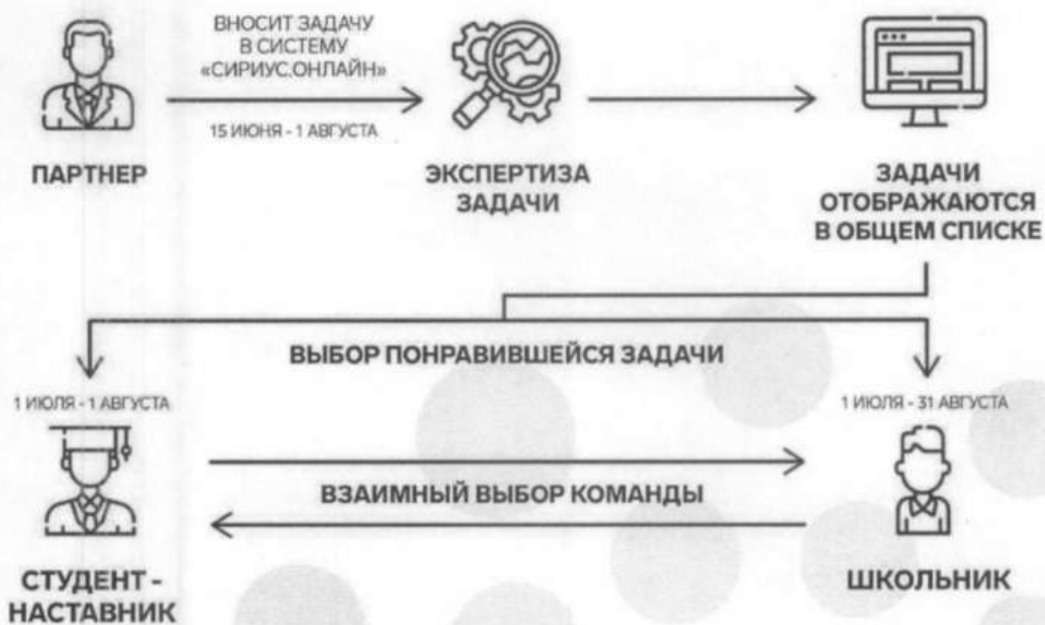 ВНОСИТ ЗАДАЧУ
В СИСТЕМУ
«СИРИУС.ОНЛАЙН»
15 ИЮНЯ - 1 АВГУСТА
ПАРТНЕР
ЭКСПЕРТИЗА
ЗАДАЧИ
ЗАДАЧИ
ОТОБРАЖАЮТСЯ
В ОБЩЕМ СПИСКЕ
ВЫБОР ПОНРАВИВШЕЙСЯ ЗАДАЧИ
1 ИЮЛЯ - 1 АВГУСТА
1 ИЮЛЯ - 31 АВГУСТА
ВЗАИМНЫЙ ВЫБОР КОМАНДЫ
СТУДЕНТ -
НАСТАВНИК
ШКОЛЬНИК